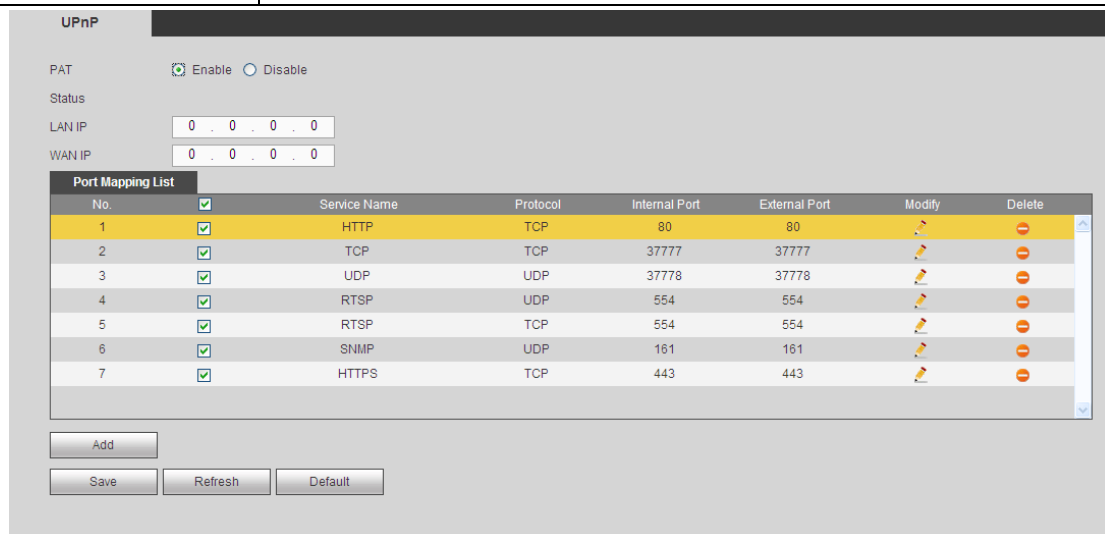 UPnP
PAT Enable Disable
Status
LAN IP 0 . 0 . 0 . 0
WAN IP 0 . 0 . 0 . 0
Port Mapping List
No. Service Name Protocol Internal Port External Port Modify Delete
1 HTTP TCP 80 80
2 TCP TCP 37777 37777
3 UDP UDP 37778 37778
4 RTSP UDP 554 554
5 RTSP TCP 554 554
6 SNMP UDP 161 161
7 HTTPS TCP 443 443
Add
Save Refresh Default